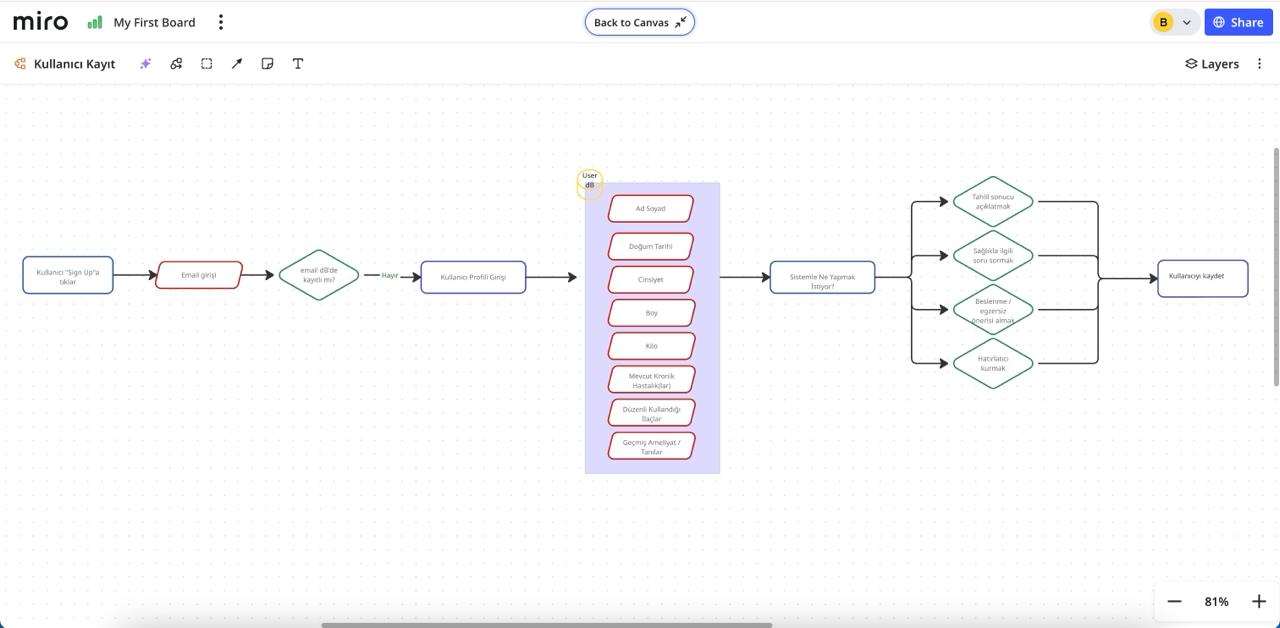 miro
My First Board
Back to Canvas
B
Share
Kullanıcı Kayıt
T
Layers
User
dB
Ad Soyad
Doğum Tarihi
Cinsiyet
Boy
Kilo
Mevcut Kronik
Hastalık(lar)
Düzenli Kullandığı
İlaçlar
Geçmiş Ameliyat /
Tanılar
Kullanıcı "Sign Up"a
tıklar
Email girişi
email dB'de
kayıtlı mı?
Hayır
Kullanıcı Profili Girişi
Sistemle Ne Yapmak
İstiyor?
Tahlil sonucu
açıklatmak
Sağlıkla ilgili
soru sormak
Beslenme /
egzersiz
önerisi almak
Hatırlatıcı
kurmak
Kullanıcıyı kaydet
81%